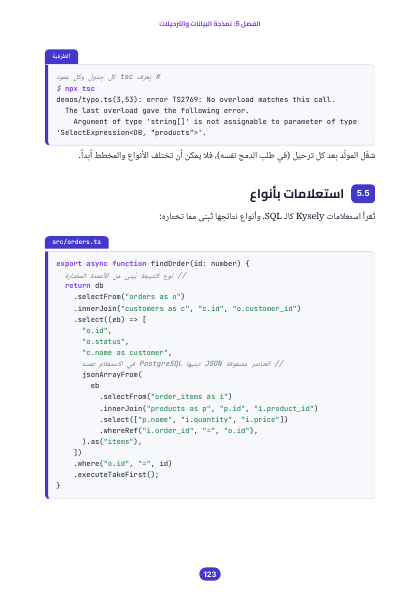 الفصل 5: نمذجة البيانات والترحيلات
الطرفية
# يعرف tsc كل جدول وكل عمود
$ npx tsc
demos/typo.ts(3,53): error TS2769: No overload matches this call.
  The last overload gave the following error.
    Argument of type 'string[]' is not assignable to parameter of type
'SelectExpression<DB, "products">'.
شغّل المولّد بعد كل ترحيل (في طلب الدمج نفسه)، فلا يمكن أن تختلف الأنواع والمخطط أبداً.
5.5 استعلامات بأنواع
تُقرأ استعلامات Kysely كالـ SQL، وأنواع نتائجها تُبنى مما تختاره:
src/orders.ts
export async function findOrder(id: number) {
  // نوع النتيجة يُبنى من الأعمدة المختارة
  return db
    .selectFrom("orders as o")
    .innerJoin("customers as c", "c.id", "o.customer_id")
    .select((eb) => [
      "o.id",
      "o.status",
      "c.name as customer",
      // العناصر مصفوفة JSON تبنيها PostgreSQL في الاستعلام نفسه
      jsonArrayFrom(
        eb
          .selectFrom("order_items as i")
          .innerJoin("products as p", "p.id", "i.product_id")
          .select(["p.name", "i.quantity", "i.price"])
          .whereRef("i.order_id", "=", "o.id"),
      ).as("items"),
    ])
    .where("o.id", "=", id)
    .executeTakeFirst();
}
123